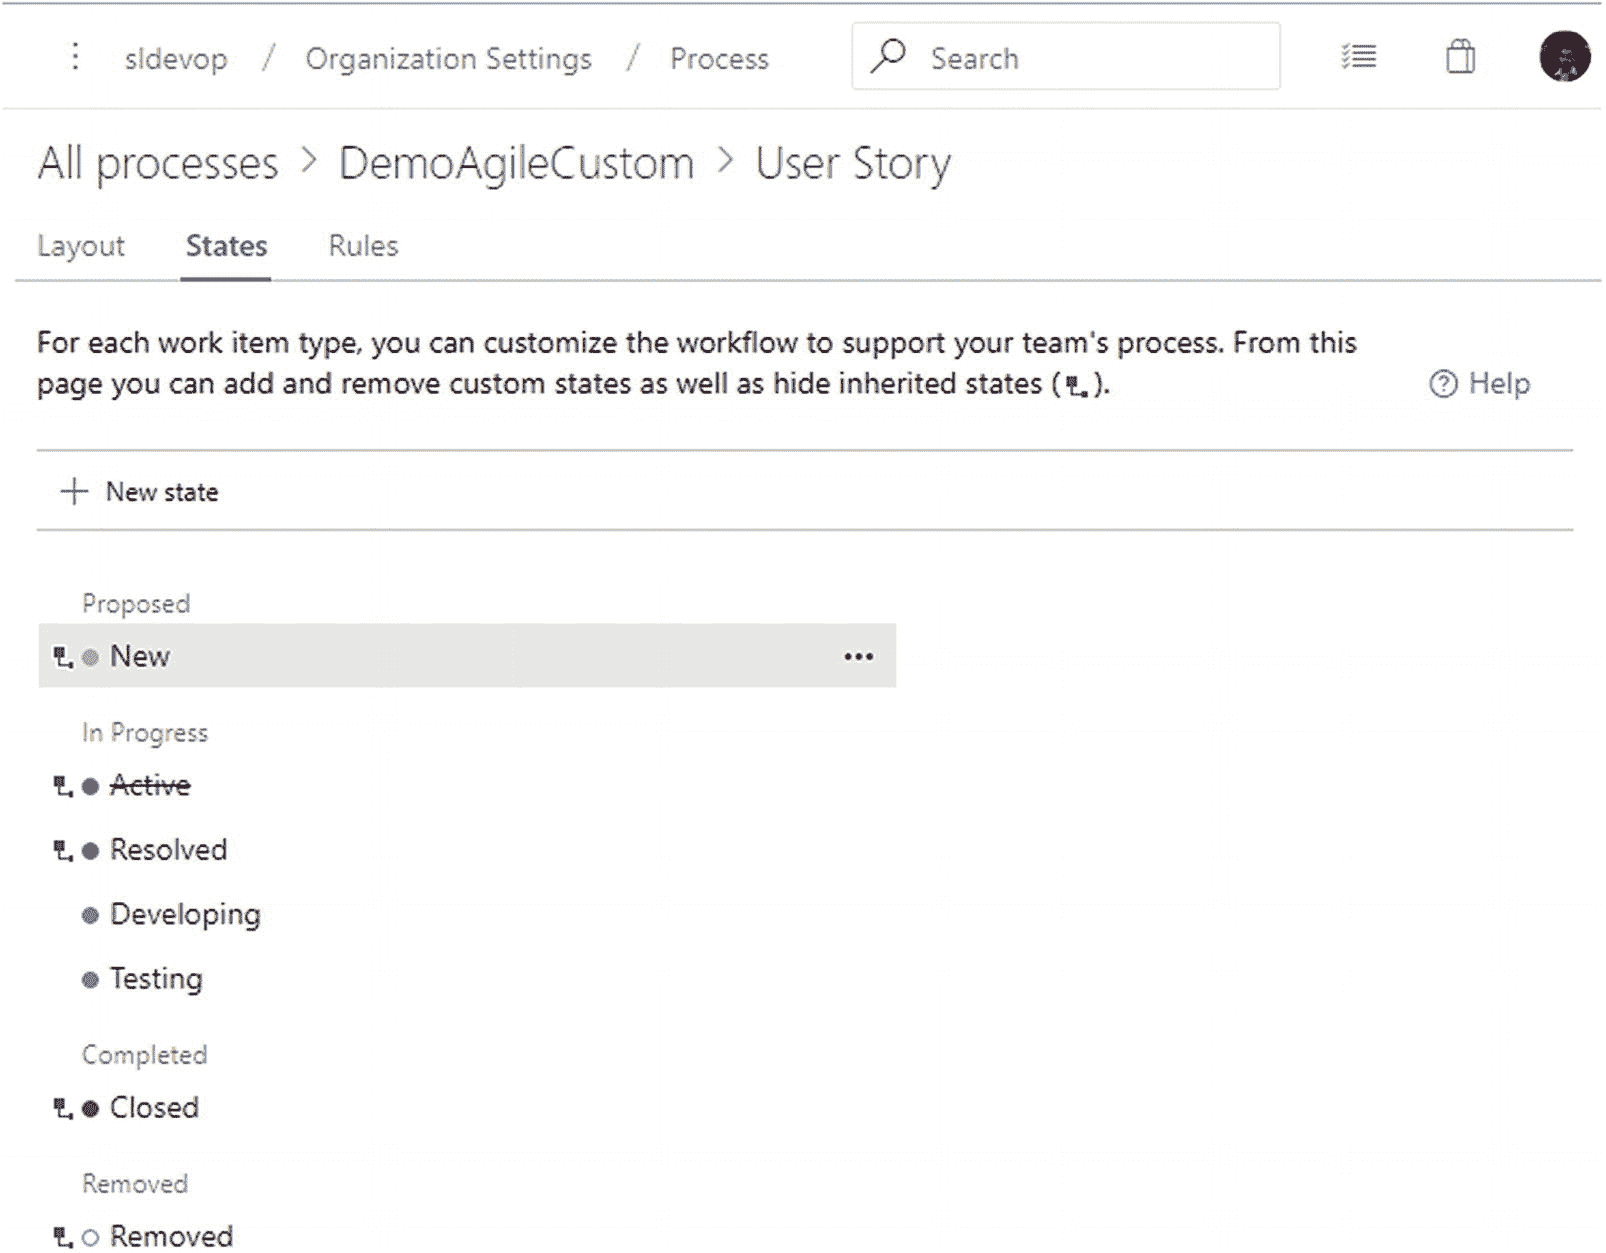 sldevop / Organization Settings / Process Search
All processes > DemoAgileCustom > User Story
Layout States Rules
For each work item type, you can customize the workflow to support your team's process. From this
page you can add and remove custom states as well as hide inherited states ( ).
Help
New state
Proposed
New
In Progress
Active
Resolved
Developing
Testing
Completed
Closed
Removed
Removed